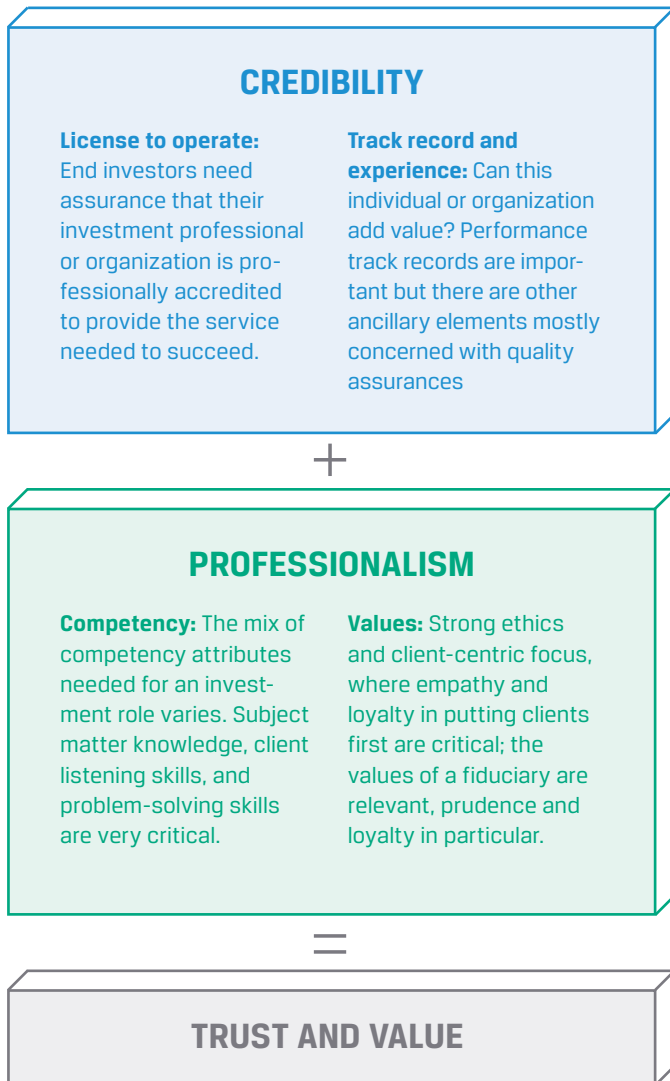 CREDIBILITY
License to operate:
End investors need
assurance that their
investment professional
or organization is pro-
fessionally accredited
to provide the service
needed to succeed.
Track record and
experience: Can this
individual or organization
add value? Performance
track records are impor-
tant but there are other
ancillary elements mostly
concerned with quality
assurances
+
PROFESSIONALISM
Competency: The mix of
competency attributes
needed for an invest-
ment role varies. Subject
matter knowledge, client
listening skills, and
problem-solving skills
are very critical.
Values: Strong ethics
and client-centric focus,
where empathy and
loyalty in putting clients
first are critical; the
values of a fiduciary are
relevant, prudence and
loyalty in particular.
=
TRUST AND VALUE